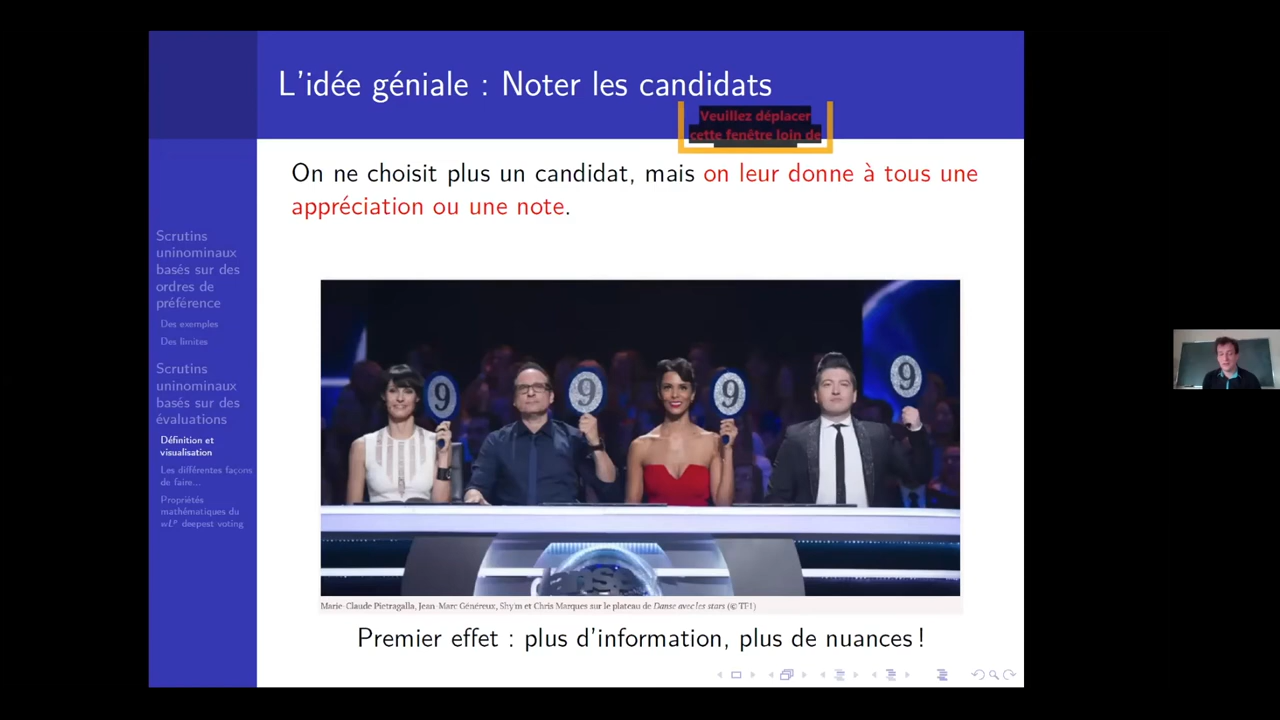 L'idée géniale : Noter les candidats
Veuillez déplacer
cette fenêtre loin de
On ne choisit plus un candidat, mais on leur donne à tous une
appréciation ou une note.
Scrutins
uninominaux
basés sur des
ordres de
préférence
Des exemples
Des limites
Scrutins
uninominaux
basés sur des
évaluations
Définition et
visualisation
Les différentes façons
de faire...
Propriétés
mathématiques du
wLᵖ deepest voting
9
9
9
9
Marie-Claude Pietragalla, Jean-Marc Généreux, Shy'm et Chris Marques sur le plateau de Danse avec les stars (© TF1)
Premier effet : plus d'information, plus de nuances !